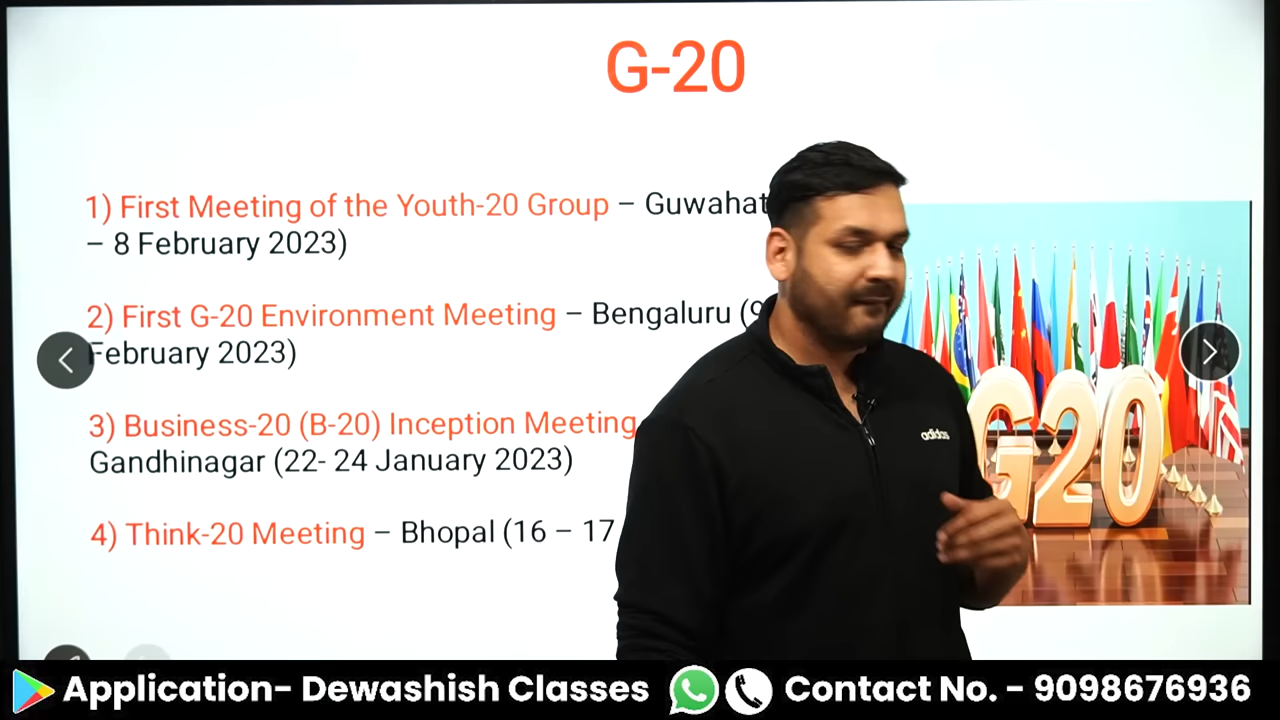 G-20
1) First Meeting of the Youth-20 Group – Guwahat
– 8 February 2023)
2) First G-20 Environment Meeting – Bengaluru (9
February 2023)
3) Business-20 (B-20) Inception Meeting
Gandhinagar (22- 24 January 2023)
4) Think-20 Meeting – Bhopal (16 – 17
adidas
G20
Application- Dewashish Classes Contact No. - 9098676936